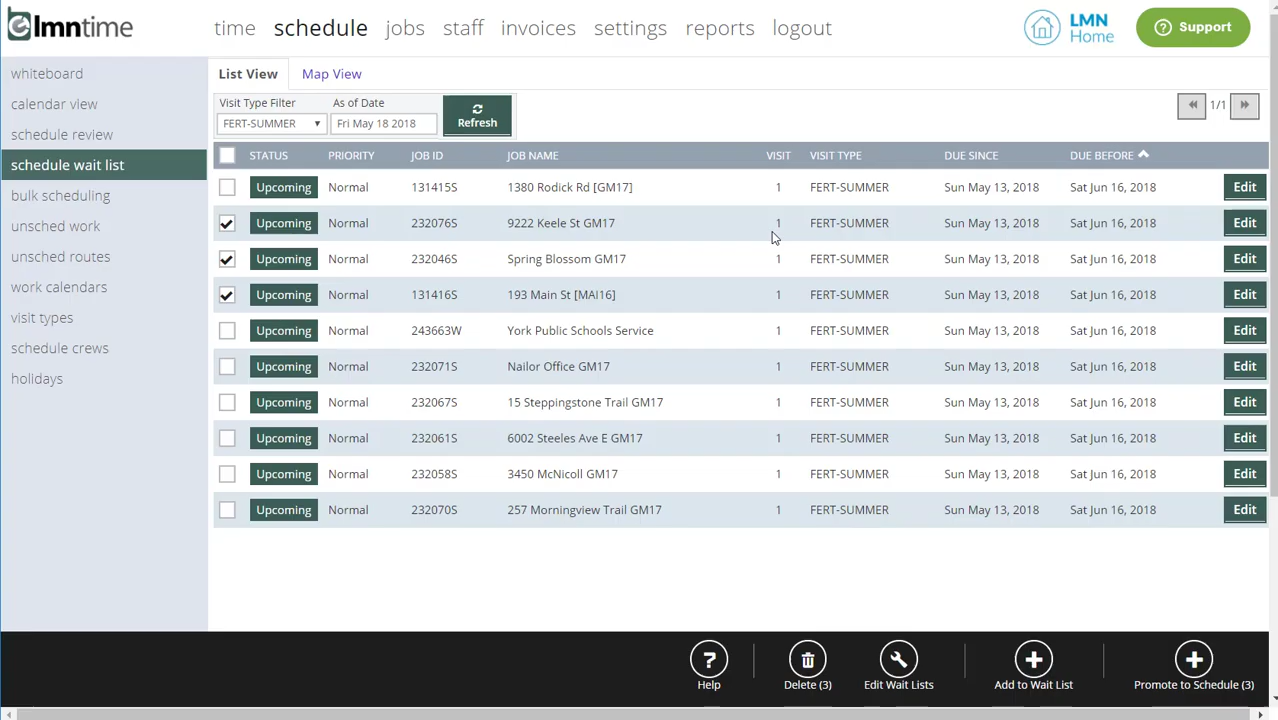 lmntime
time schedule jobs staff invoices settings reports logout
LMN Home
Support
whiteboard
calendar view
schedule review
schedule wait list
bulk scheduling
unsched work
unsched routes
work calendars
visit types
schedule crews
holidays
List View Map View
Visit Type Filter As of Date
FERT-SUMMER Fri May 18 2018 Refresh
1/1
STATUS PRIORITY JOB ID JOB NAME VISIT VISIT TYPE DUE SINCE DUE BEFORE
Upcoming Normal 131415S 1380 Rodick Rd [GM17] 1 FERT-SUMMER Sun May 13, 2018 Sat Jun 16, 2018 Edit
Upcoming Normal 232076S 9222 Keele St GM17 1 FERT-SUMMER Sun May 13, 2018 Sat Jun 16, 2018 Edit
Upcoming Normal 232046S Spring Blossom GM17 1 FERT-SUMMER Sun May 13, 2018 Sat Jun 16, 2018 Edit
Upcoming Normal 131416S 193 Main St [MAI16] 1 FERT-SUMMER Sun May 13, 2018 Sat Jun 16, 2018 Edit
Upcoming Normal 243663W York Public Schools Service 1 FERT-SUMMER Sun May 13, 2018 Sat Jun 16, 2018 Edit
Upcoming Normal 232071S Nailor Office GM17 1 FERT-SUMMER Sun May 13, 2018 Sat Jun 16, 2018 Edit
Upcoming Normal 232067S 15 Steppingstone Trail GM17 1 FERT-SUMMER Sun May 13, 2018 Sat Jun 16, 2018 Edit
Upcoming Normal 232061S 6002 Steeles Ave E GM17 1 FERT-SUMMER Sun May 13, 2018 Sat Jun 16, 2018 Edit
Upcoming Normal 232058S 3450 McNicoll GM17 1 FERT-SUMMER Sun May 13, 2018 Sat Jun 16, 2018 Edit
Upcoming Normal 232070S 257 Morningview Trail GM17 1 FERT-SUMMER Sun May 13, 2018 Sat Jun 16, 2018 Edit
Help Delete (3) Edit Wait Lists Add to Wait List Promote to Schedule (3)